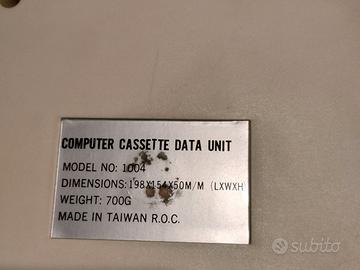 COMPUTER CASSETTE DATA UNIT
MODEL NO: 1004
DIMENSIONS:198X154X50M/M (LXWXH
WEIGHT: 700G
MADE IN TAIWAN R.O.C.
subito